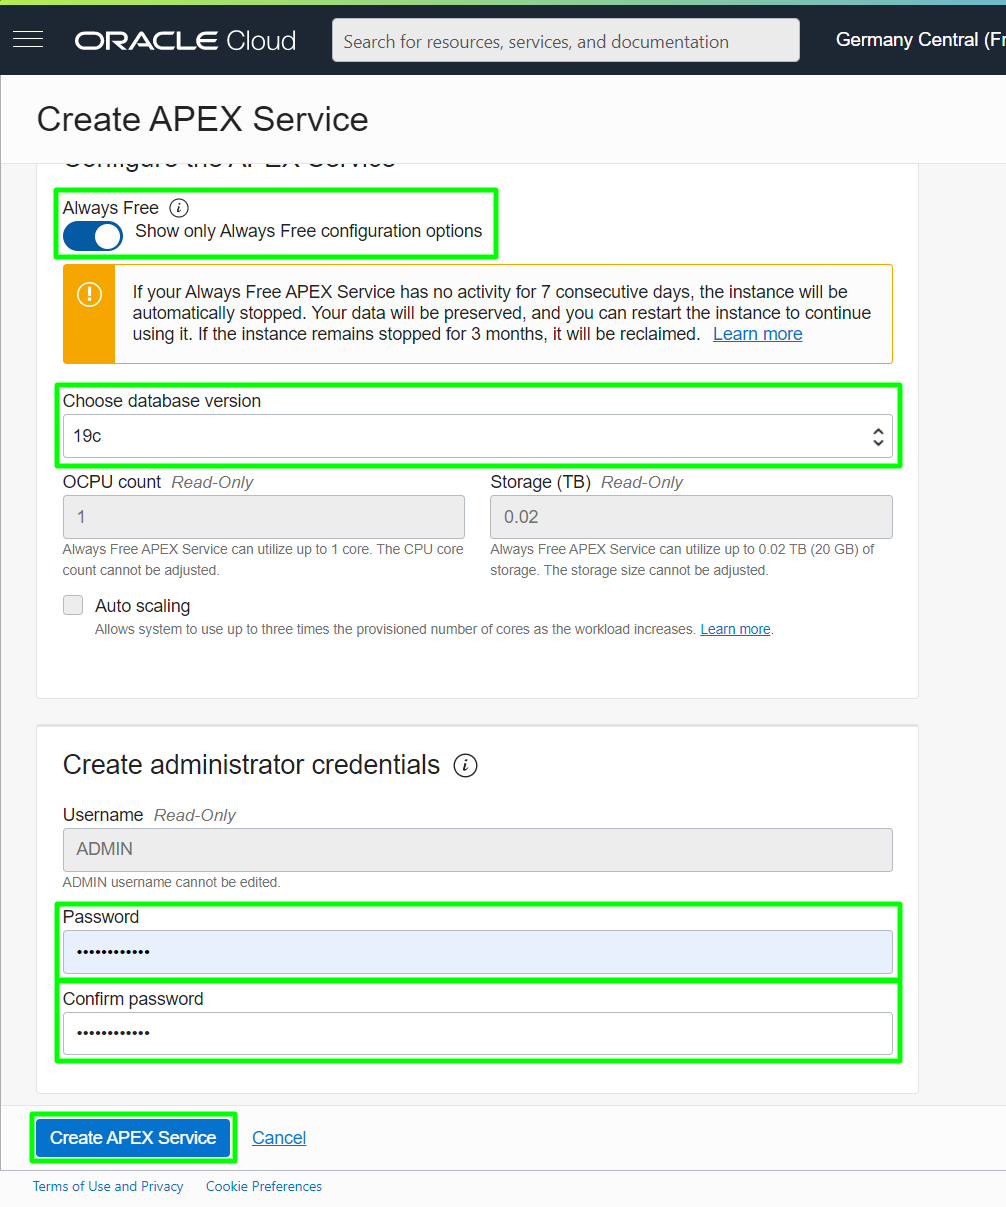 ORACLE Cloud
Search for resources, services, and documentation
Germany Central (Fr
Create APEX Service
Configure the APEX Service
Always Free
Show only Always Free configuration options
If your Always Free APEX Service has no activity for 7 consecutive days, the instance will be
automatically stopped. Your data will be preserved, and you can restart the instance to continue
using it. If the instance remains stopped for 3 months, it will be reclaimed. Learn more
Choose database version
19c
OCPU count Read-Only
1
Always Free APEX Service can utilize up to 1 core. The CPU core
count cannot be adjusted.
Storage (TB) Read-Only
0.02
Always Free APEX Service can utilize up to 0.02 TB (20 GB) of
storage. The storage size cannot be adjusted.
Auto scaling
Allows system to use up to three times the provisioned number of cores as the workload increases. Learn more.
Create administrator credentials
Username Read-Only
ADMIN
ADMIN username cannot be edited.
Password
••••••••••••
Confirm password
••••••••••••
Create APEX Service
Cancel
Terms of Use and Privacy
Cookie Preferences